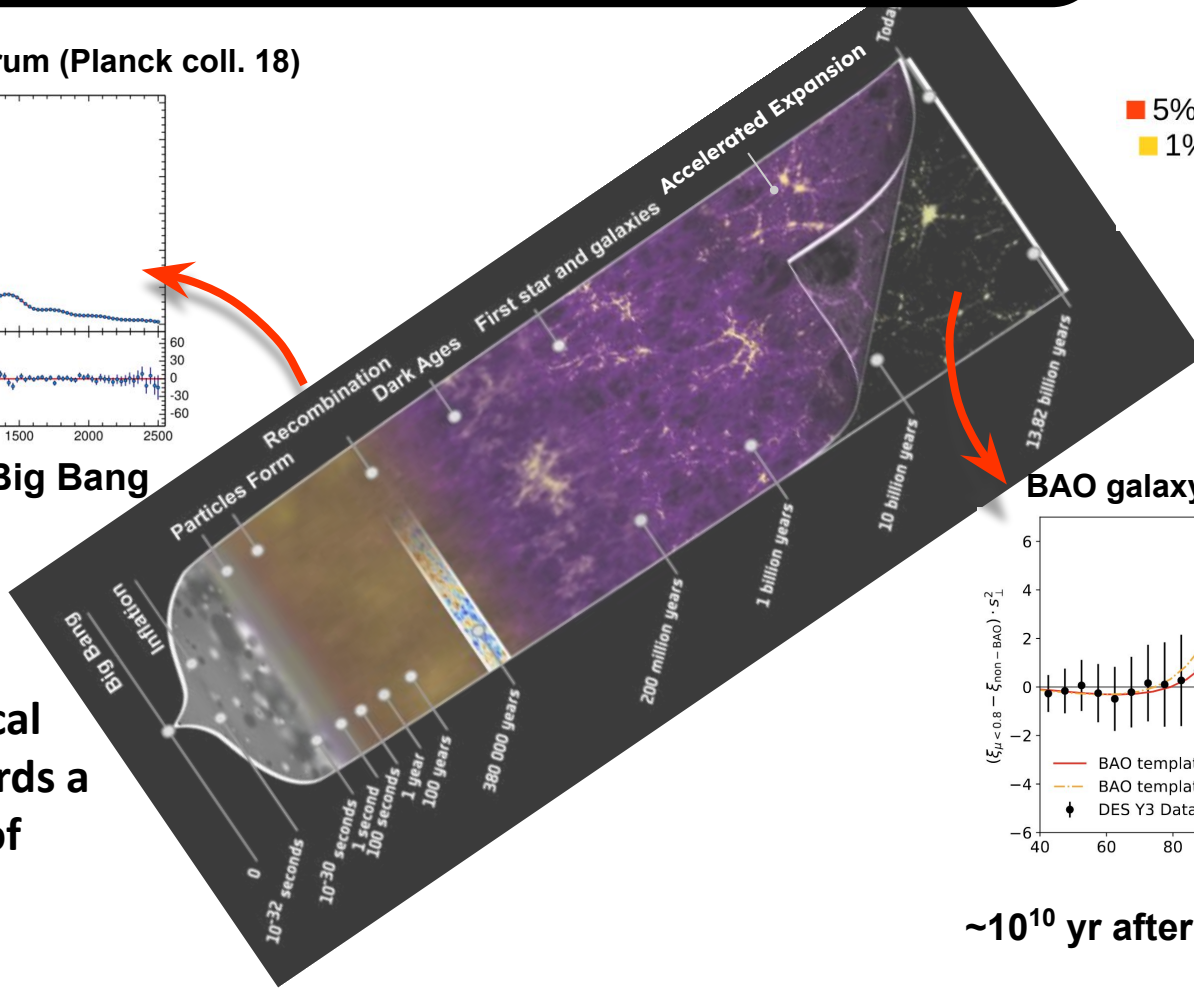 rum (Planck coll. 18)
60
30
0
-30
-60
1500 2000 2500
Big Bang
5%
1%
Today
Accelerated Expansion
First star and galaxies
Dark Ages
Recombination
Particles Form
Inflation
Big Bang
0
10-32 seconds
10-30 seconds
1 second
100 seconds
1 year
100 years
380 000 years
200 million years
1 billion years
10 billion years
13.82 billion years
cal
rds a
of
BAO galaxy
6
4
2
0
−2
−4
−6
(ξμ < 0.8 − ξnon − BAO) · s⊥²
BAO templat
BAO templat
DES Y3 Data
40 60 80
~10¹⁰ yr after